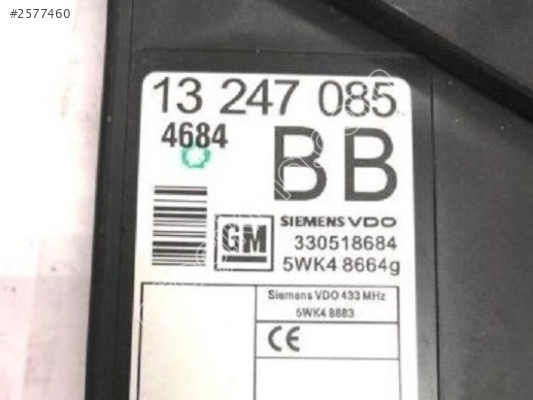 #2577460
13 247 085
4684
BB
GM
SIEMENS VDO
330518684
5WK4 8664g
Siemens VDO 433 MHz
5WK4 8883
CE